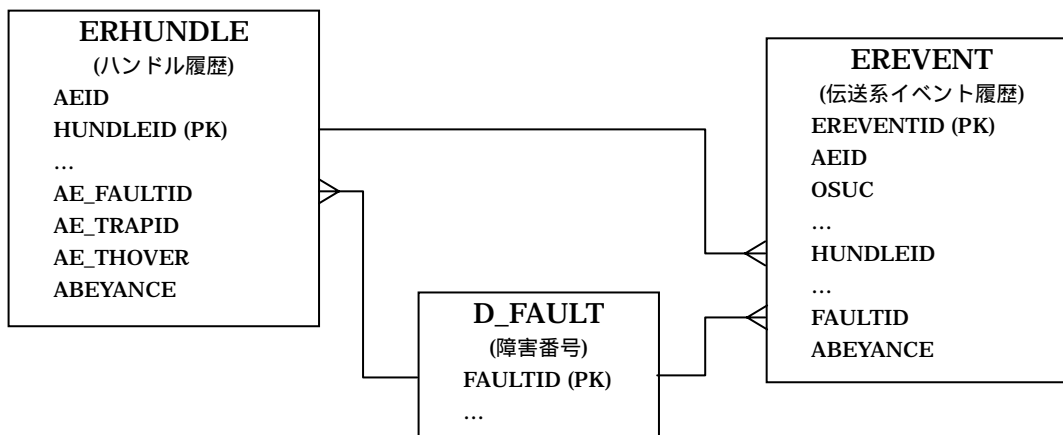 ERHUNDLE
(ハンドル履歴)
AEID
HUNDLEID (PK)
...
AE_FAULTID
AE_TRAPID
AE_THOVER
ABEYANCE
D_FAULT
(障害番号)
FAULTID (PK)
...
EREVENT
(伝送系イベント履歴)
EREVENTID (PK)
AEID
OSUC
...
HUNDLEID
...
FAULTID
ABEYANCE